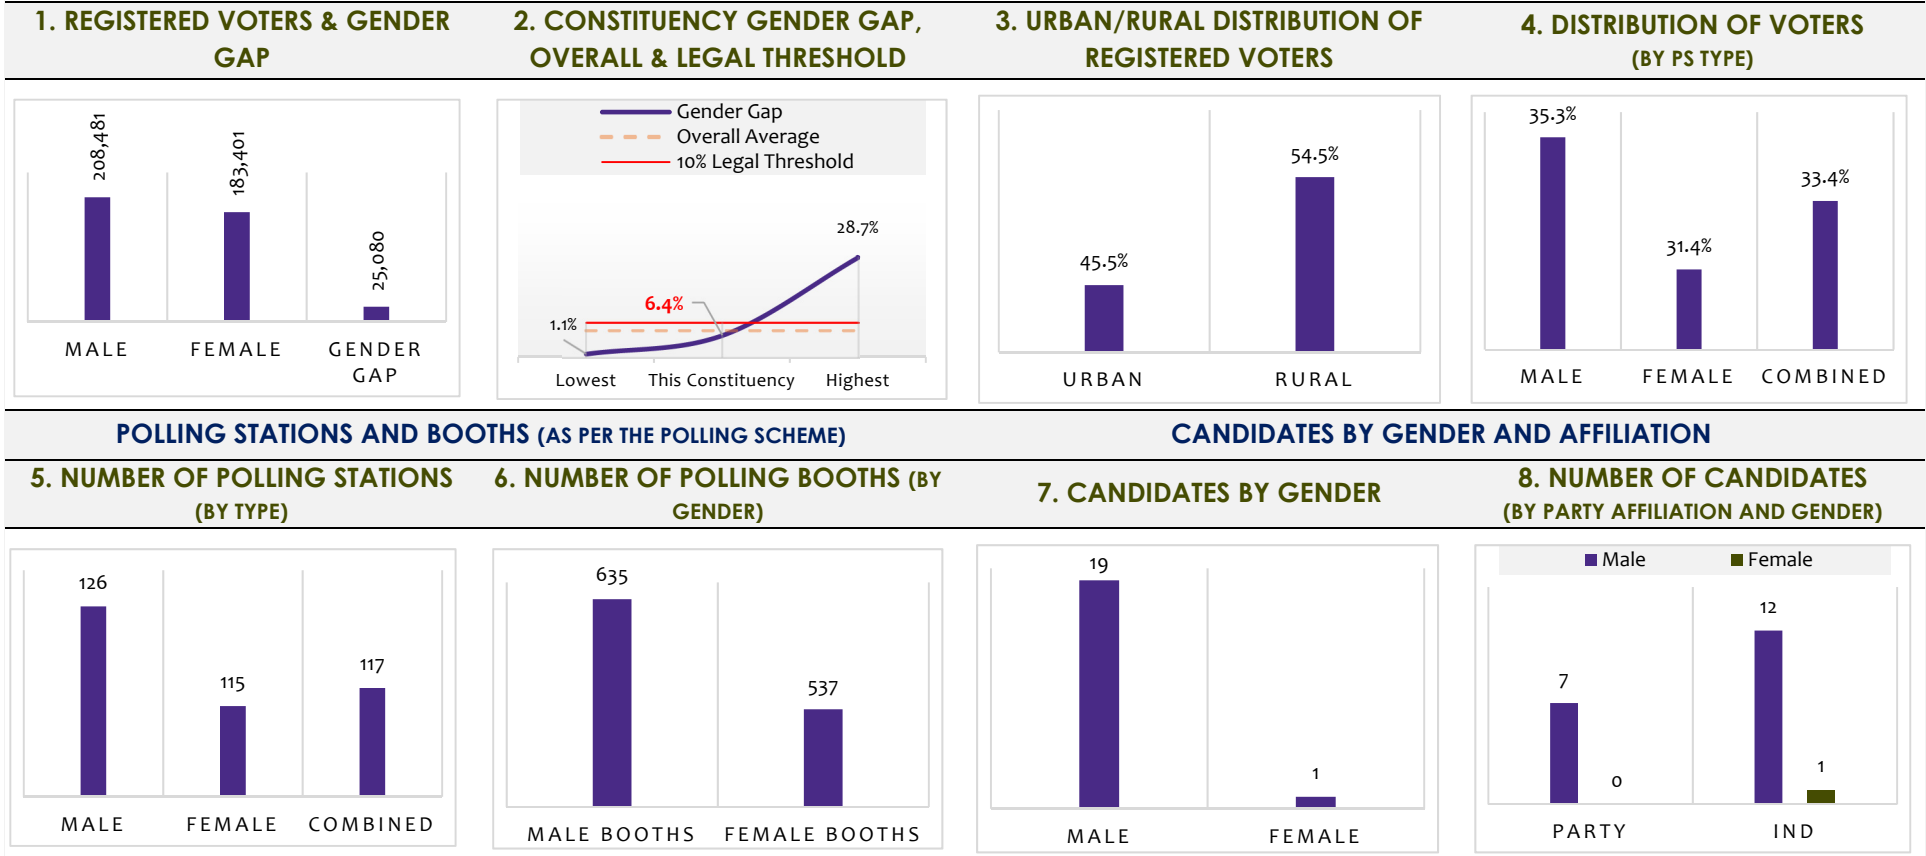 1. REGISTERED VOTERS & GENDER
GAP
2. CONSTITUENCY GENDER GAP,
OVERALL & LEGAL THRESHOLD
3. URBAN/RURAL DISTRIBUTION OF
REGISTERED VOTERS
4. DISTRIBUTION OF VOTERS
(BY PS TYPE)
208,481
183,401
25,080
MALE
FEMALE
GENDER
GAP
Gender Gap
Overall Average
10% Legal Threshold
28.7%
6.4%
1.1%
Lowest
This Constituency
Highest
54.5%
45.5%
URBAN
RURAL
35.3%
33.4%
31.4%
MALE
FEMALE
COMBINED
POLLING STATIONS AND BOOTHS (AS PER THE POLLING SCHEME)
CANDIDATES BY GENDER AND AFFILIATION
5. NUMBER OF POLLING STATIONS
(BY TYPE)
6. NUMBER OF POLLING BOOTHS (BY
GENDER)
7. CANDIDATES BY GENDER
8. NUMBER OF CANDIDATES
(BY PARTY AFFILIATION AND GENDER)
126
115
117
MALE
FEMALE
COMBINED
635
537
MALE BOOTHS
FEMALE BOOTHS
19
1
MALE
FEMALE
Male
Female
12
7
0
1
PARTY
IND